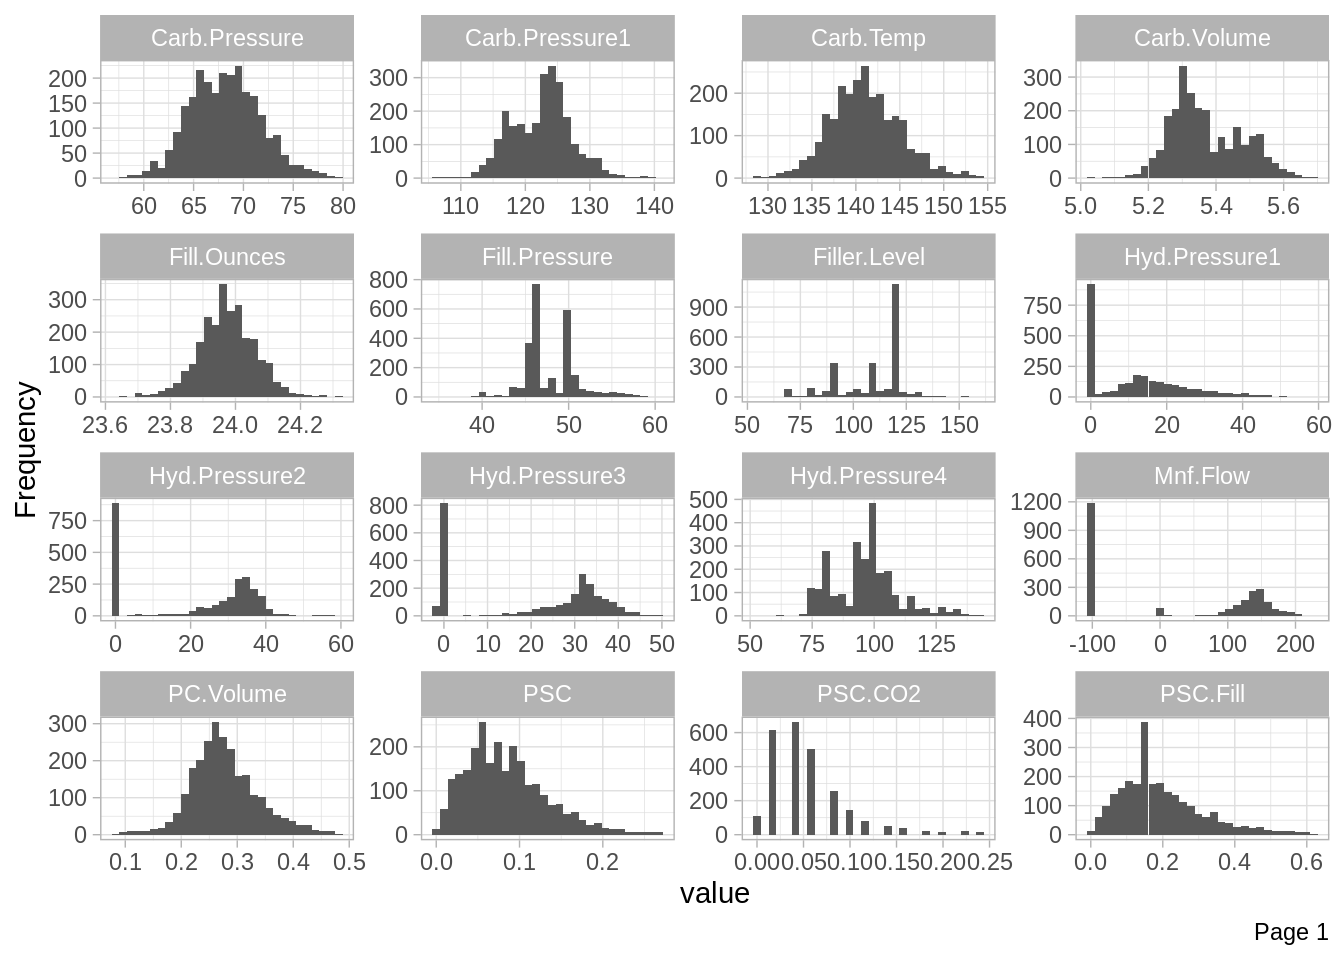 Carb.Pressure Carb.Pressure1 Carb.Temp Carb.Volume
200 150 100 50 0
300 200 100 0
200 100 0
300 200 100 0
60 65 70 75 80 110 120 130 140 130 135 140 145 150 155 5.0 5.2 5.4 5.6
Fill.Ounces Fill.Pressure Filler.Level Hyd.Pressure1
300 200 100 0
800 600 400 200 0
900 600 300 0
750 500 250 0
23.6 23.8 24.0 24.2 40 50 60 50 75 100 125 150 0 20 40 60
Frequency
Hyd.Pressure2 Hyd.Pressure3 Hyd.Pressure4 Mnf.Flow
750 500 250 0
800 600 400 200 0
500 400 300 200 100 0
1200 900 600 300 0
0 20 40 60 0 10 20 30 40 50 50 75 100 125 -100 0 100 200
PC.Volume PSC PSC.CO2 PSC.Fill
300 200 100 0
200 100 0
600 400 200 0
400 300 200 100 0
0.1 0.2 0.3 0.4 0.5 0.0 0.1 0.2 0.00 0.05 0.10 0.15 0.20 0.25 0.0 0.2 0.4 0.6
value
Page 1